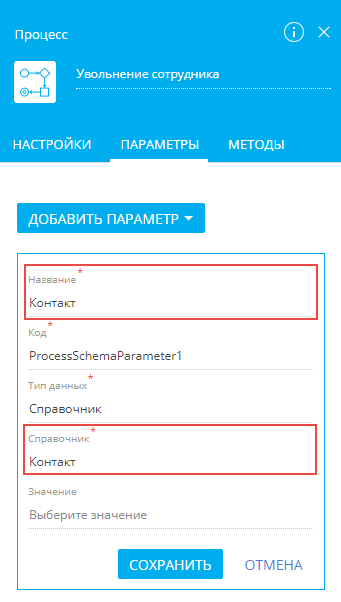 Процесс
Увольнение сотрудника
НАСТРОЙКИ ПАРАМЕТРЫ МЕТОДЫ
ДОБАВИТЬ ПАРАМЕТР
Название*
Контакт
Код*
ProcessSchemaParameter1
Тип данных*
Справочник
Справочник*
Контакт
Значение
Выберите значение
СОХРАНИТЬ ОТМЕНА